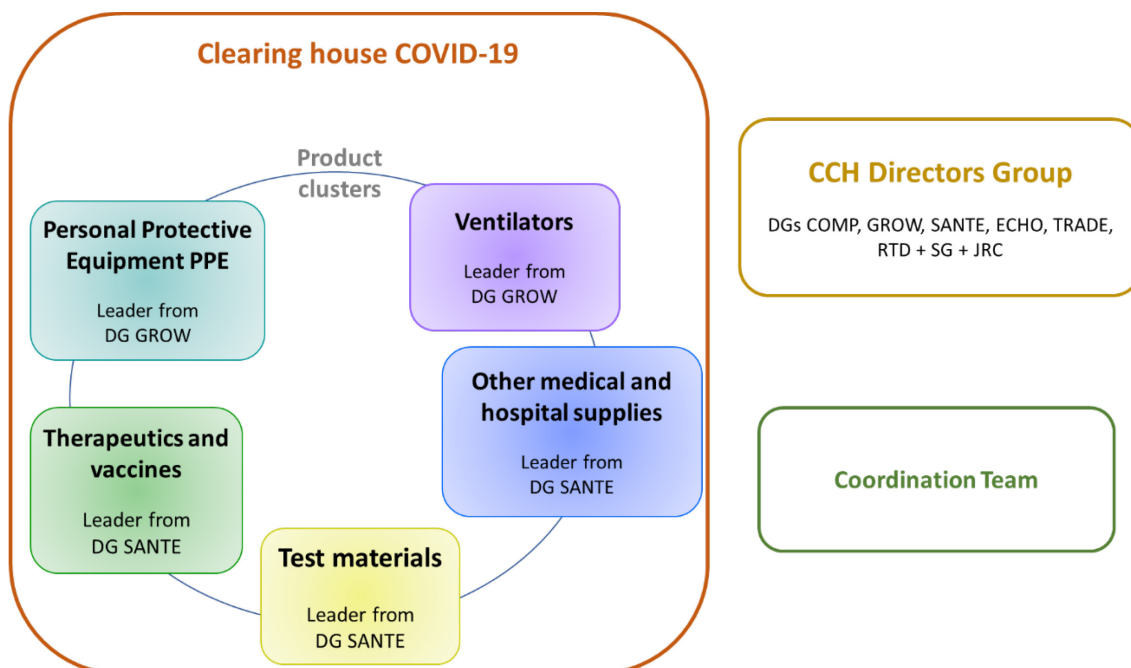 Clearing house COVID-19
Product
clusters
Personal Protective
Equipment PPE
Leader from
DG GROW
Ventilators
Leader from
DG GROW
Other medical and
hospital supplies
Leader from
DG SANTE
Therapeutics and
vaccines
Leader from
DG SANTE
Test materials
Leader from
DG SANTE
CCH Directors Group
DGs COMP, GROW, SANTE, ECHO, TRADE,
RTD + SG + JRC
Coordination Team